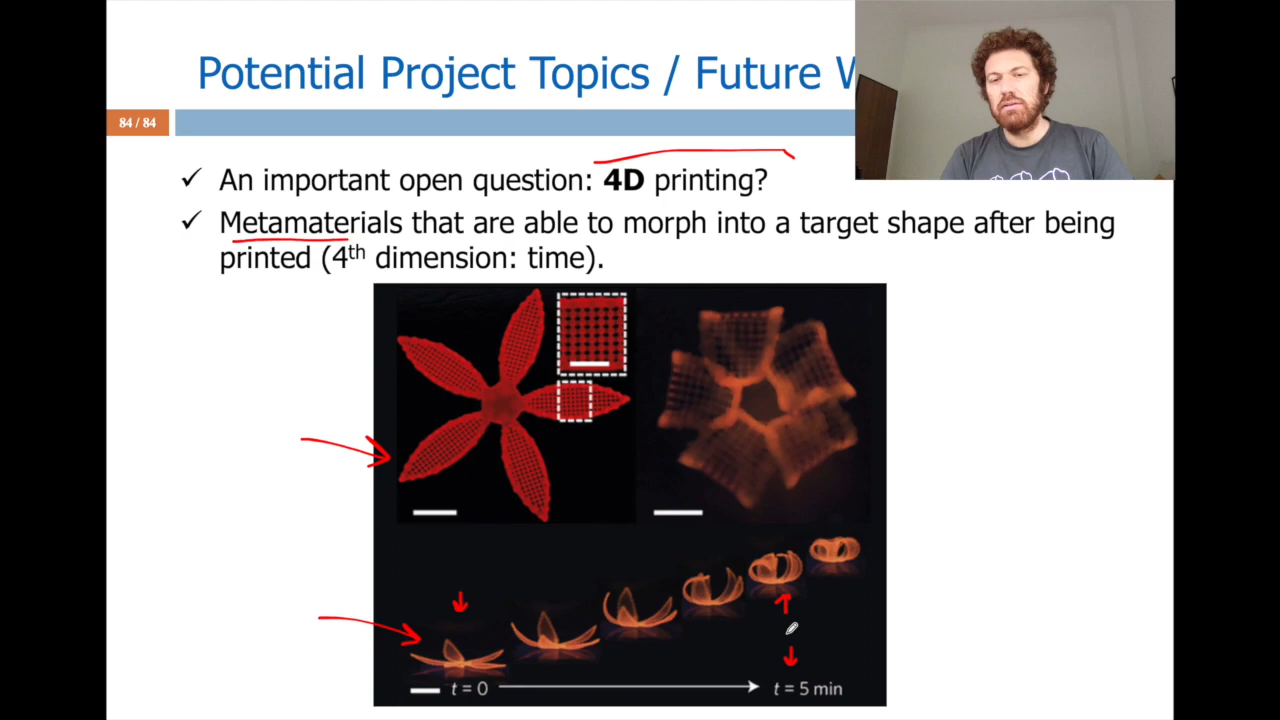 Potential Project Topics / Future
84 / 84
✓ An important open question: 4D printing?
✓ Metamaterials that are able to morph into a target shape after being
printed (4th dimension: time).
t = 0
t = 5 min